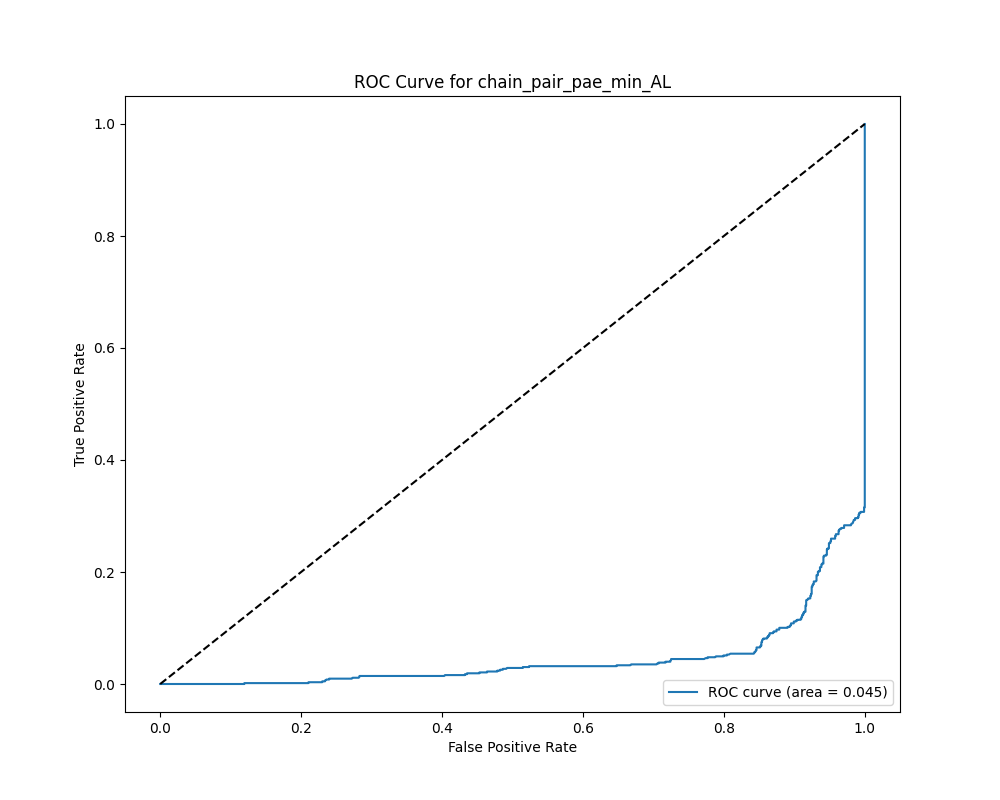 ROC Curve for chain_pair_pae_min_AL
1.0
0.8
0.6
0.4
0.2
0.0
True Positive Rate
ROC curve (area = 0.045)
0.0 0.2 0.4 0.6 0.8 1.0
False Positive Rate